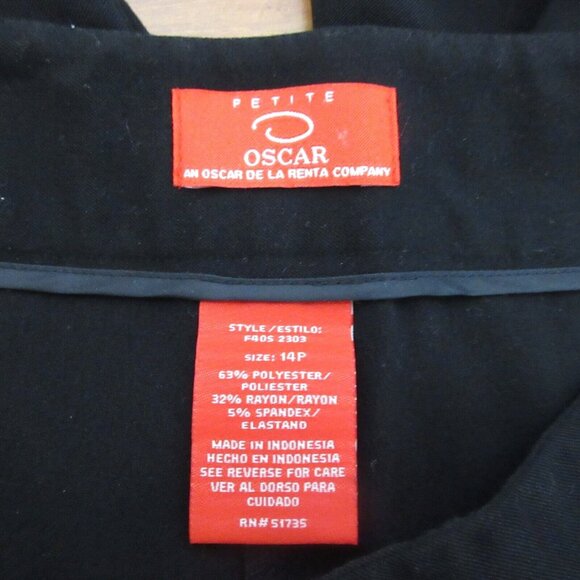 PETITE
OSCAR
AN OSCAR DE LA RENTA COMPANY
STYLE/ESTILO:
F40S 2303
SIZE: 14P
63% POLYESTER/
POLIESTER
32% RAYON/RAYON
5% SPANDEX/
ELASTANO
MADE IN INDONESIA
HECHO EN INDONESIA
SEE REVERSE FOR CARE
VER AL DORSO PARA
CUIDADO
RN# 51735